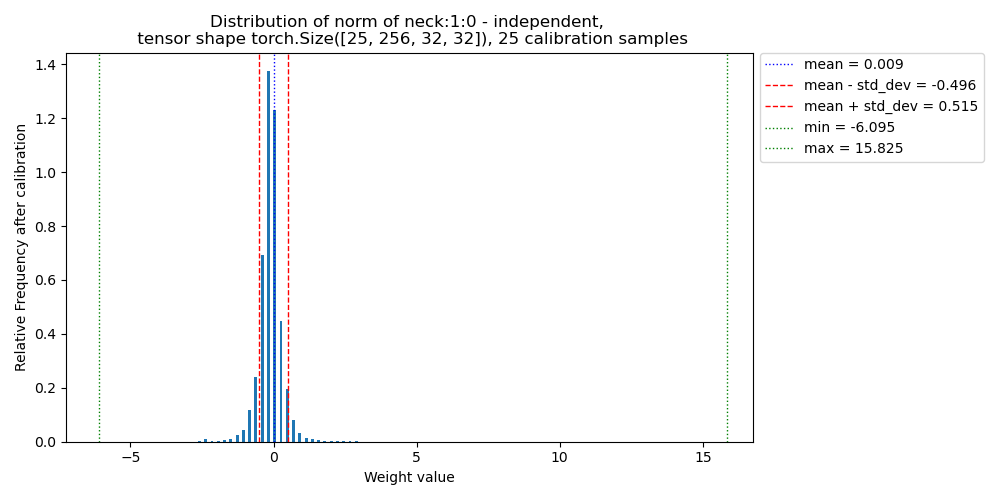 Distribution of norm of neck:1:0 - independent,
tensor shape torch.Size([25, 256, 32, 32]), 25 calibration samples
Relative Frequency after calibration
1.4
1.2
1.0
0.8
0.6
0.4
0.2
0.0
−5
0
5
10
15
Weight value
mean = 0.009
mean - std_dev = -0.496
mean + std_dev = 0.515
min = -6.095
max = 15.825